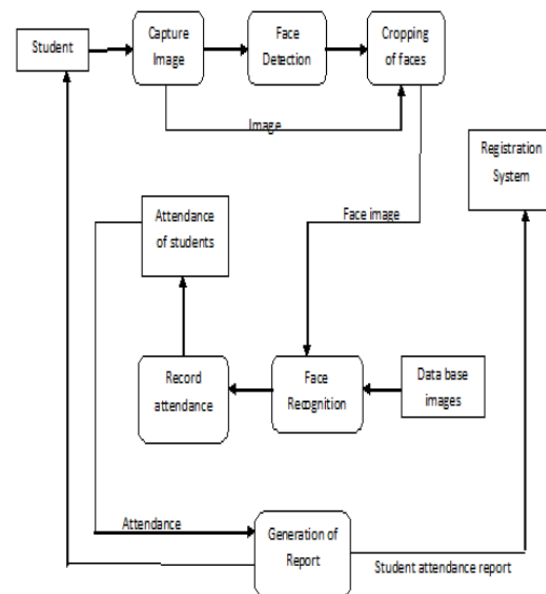 Student
Capture
Image
Face
Detection
Cropping
of faces
Image
Registration
System
Attendance
of students
Face image
Record
attendance
Face
Recognition
Data base
images
Attendance
Generation of
Report
Student attendance report